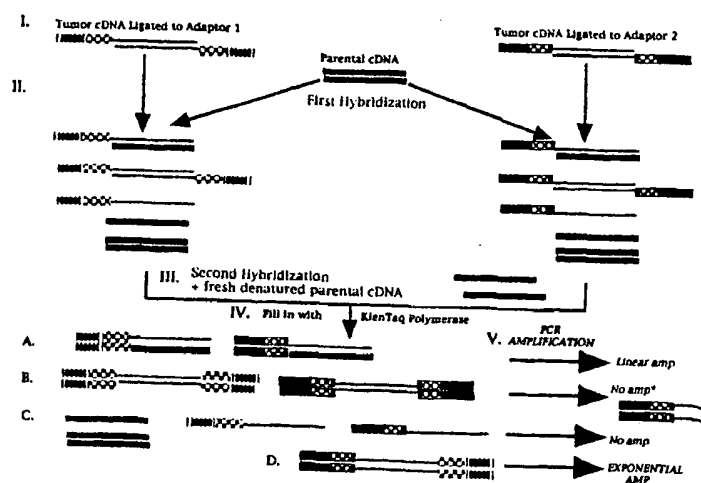 I.
Tumor cDNA Ligated to Adaptor 1
Tumor cDNA Ligated to Adaptor 2
Parental cDNA
II.
First Hybridization
III. Second Hybridization
+ fresh denatured parental cDNA
IV. Fill in with KlenTaq Polymerase
V. PCR
AMPLIFICATION
A.
Linear amp
B.
No amp*
C.
No amp
D.
EXPONENTIAL
AMP